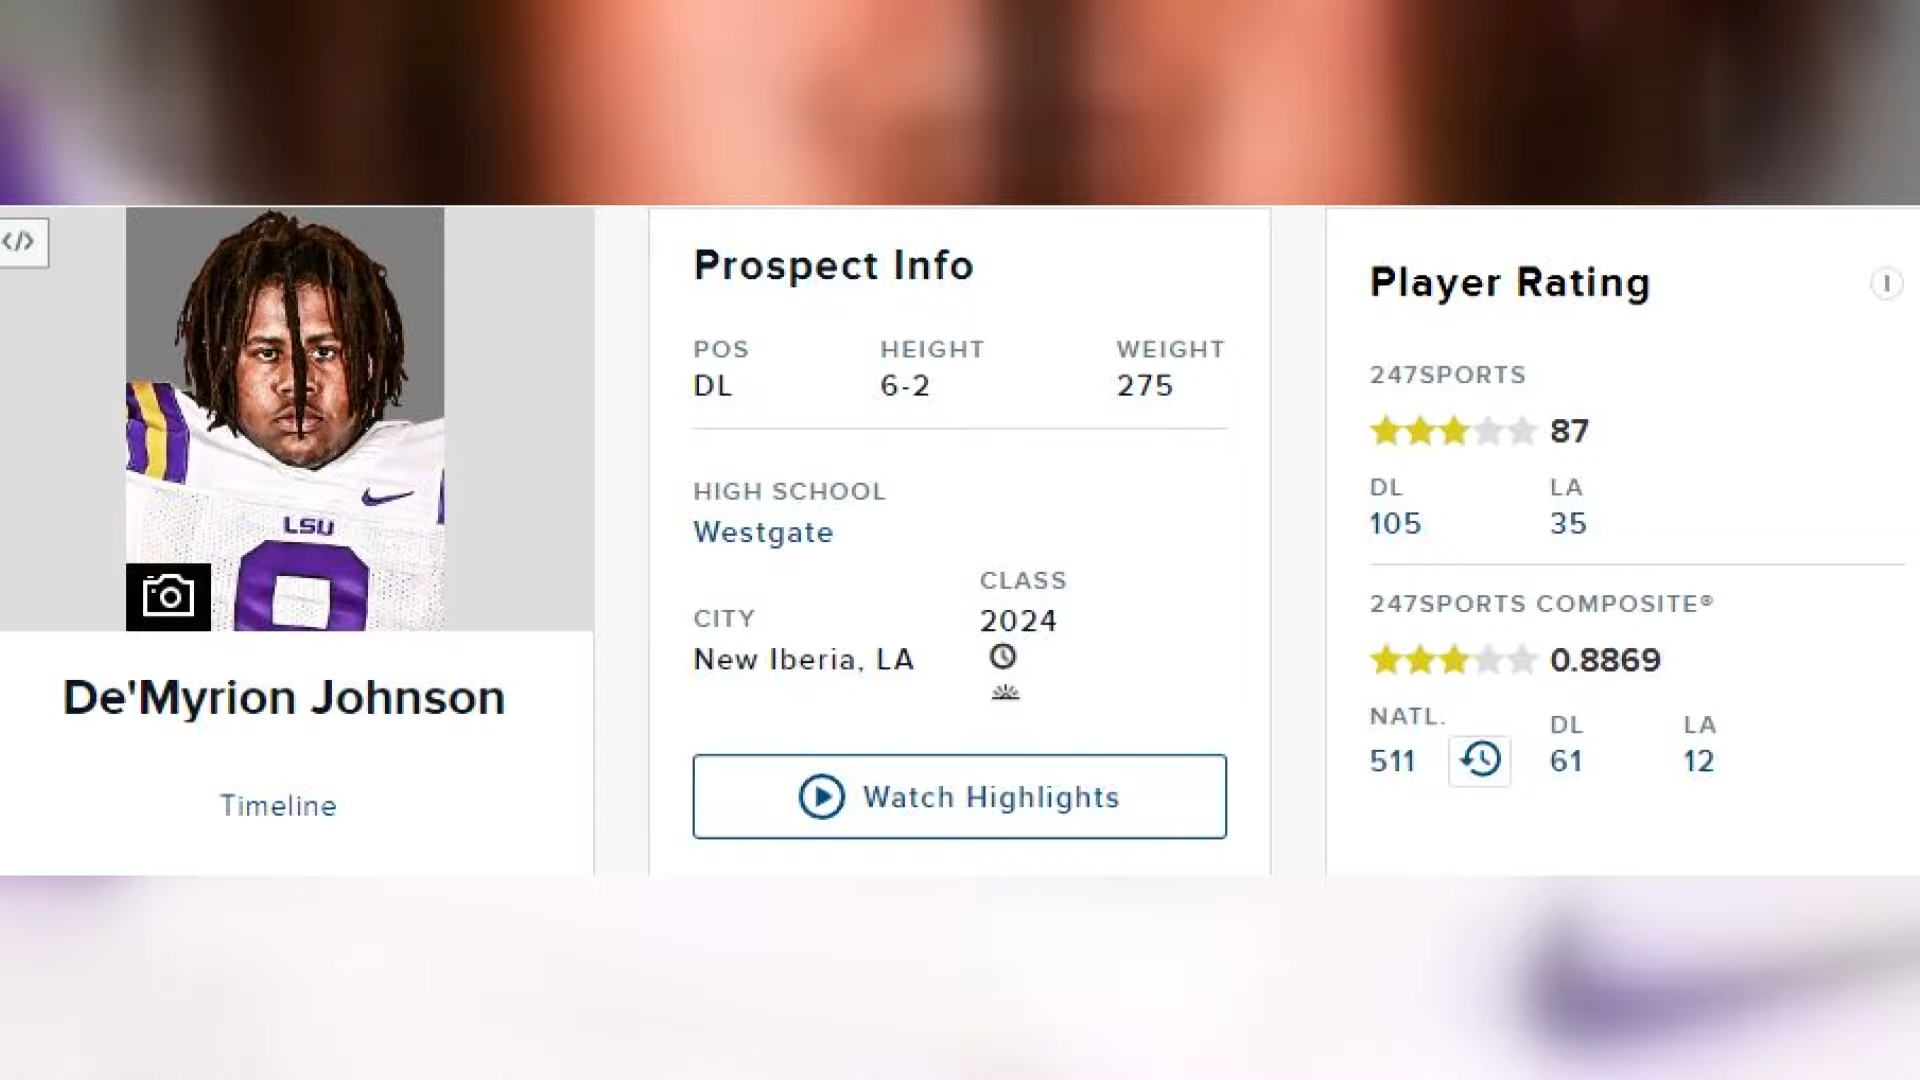 </>
LSU
De'Myrion Johnson
Timeline
Prospect Info
POS HEIGHT WEIGHT
DL 6-2 275
HIGH SCHOOL
Westgate
CITY
New Iberia, LA
CLASS
2024
Watch Highlights
Player Rating
I
247SPORTS
87
DL LA
105 35
247SPORTS COMPOSITE®
0.8869
NATL. DL LA
511 61 12